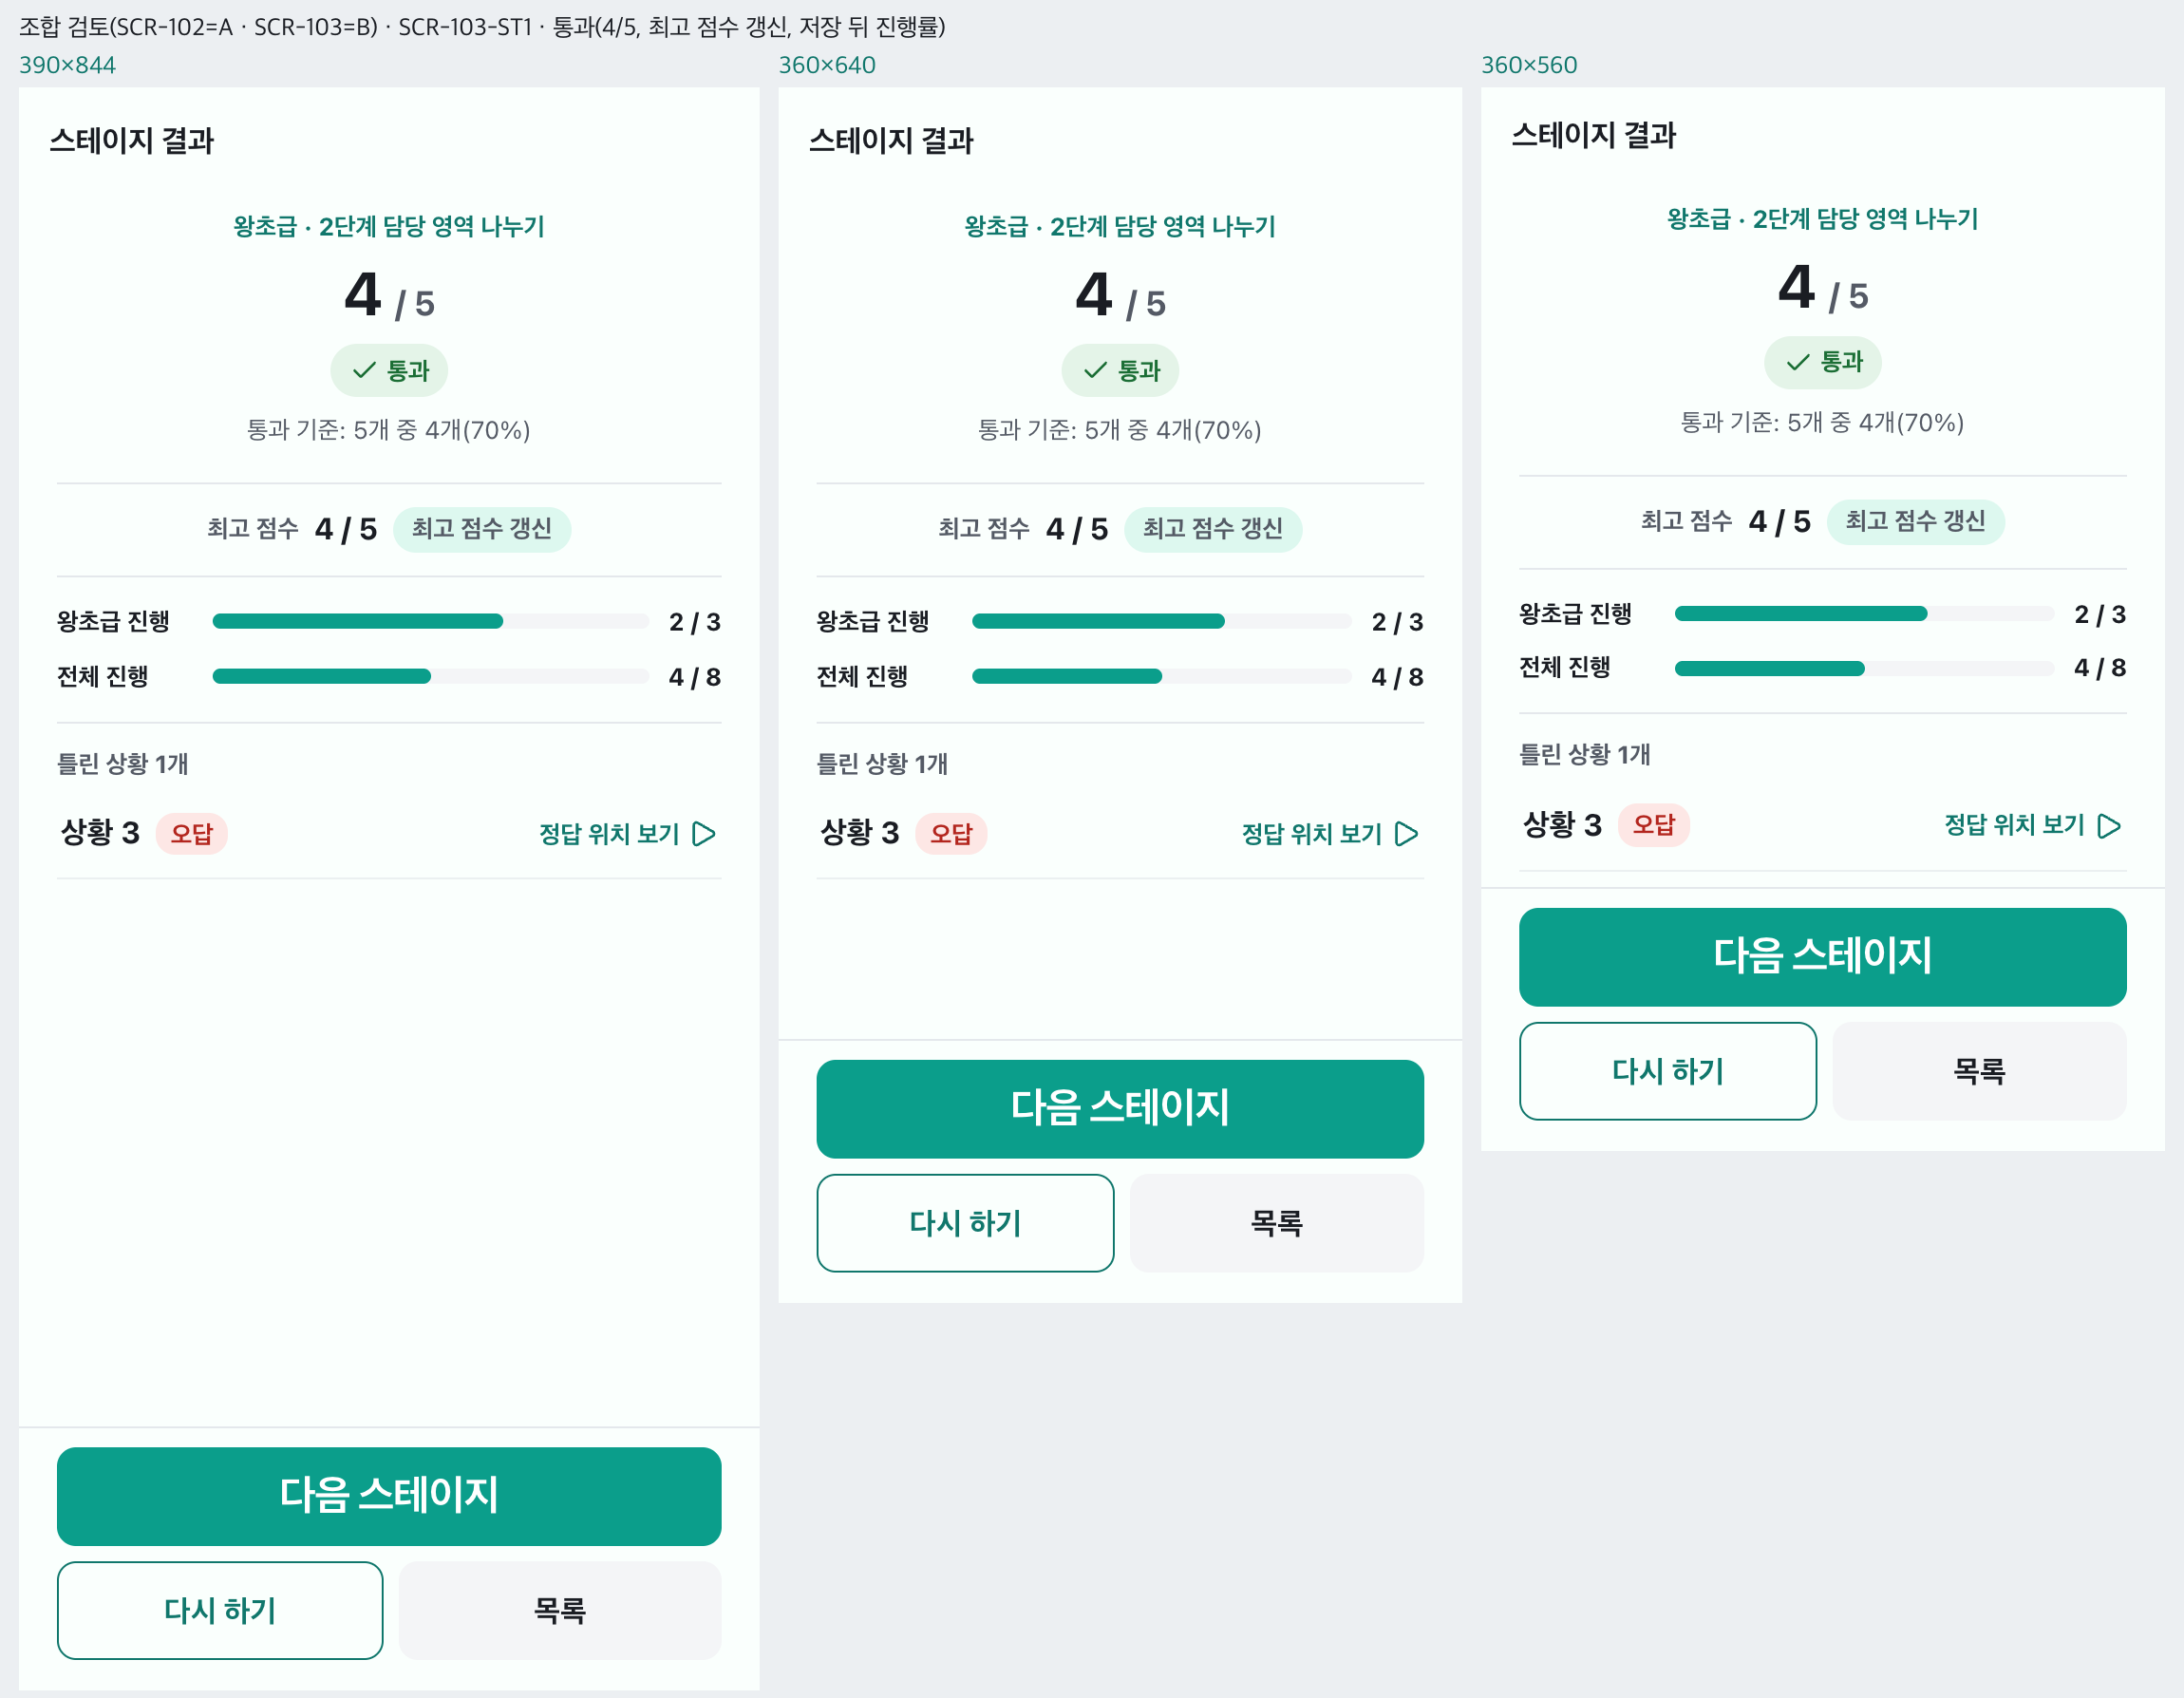 조합 검토(SCR-102=A · SCR-103=B) · SCR-103-ST1 · 통과(4/5, 최고 점수 갱신, 저장 뒤 진행률)
390×844
스테이지 결과
왕초급 · 2단계 담당 영역 나누기
4 / 5
통과
통과 기준: 5개 중 4개(70%)
최고 점수 4 / 5 최고 점수 갱신
왕초급 진행 2 / 3
전체 진행 4 / 8
틀린 상황 1개
상황 3 오답 정답 위치 보기
다음 스테이지
다시 하기 목록
360×640
스테이지 결과
왕초급 · 2단계 담당 영역 나누기
4 / 5
통과
통과 기준: 5개 중 4개(70%)
최고 점수 4 / 5 최고 점수 갱신
왕초급 진행 2 / 3
전체 진행 4 / 8
틀린 상황 1개
상황 3 오답 정답 위치 보기
다음 스테이지
다시 하기 목록
360×560
스테이지 결과
왕초급 · 2단계 담당 영역 나누기
4 / 5
통과
통과 기준: 5개 중 4개(70%)
최고 점수 4 / 5 최고 점수 갱신
왕초급 진행 2 / 3
전체 진행 4 / 8
틀린 상황 1개
상황 3 오답 정답 위치 보기
다음 스테이지
다시 하기 목록